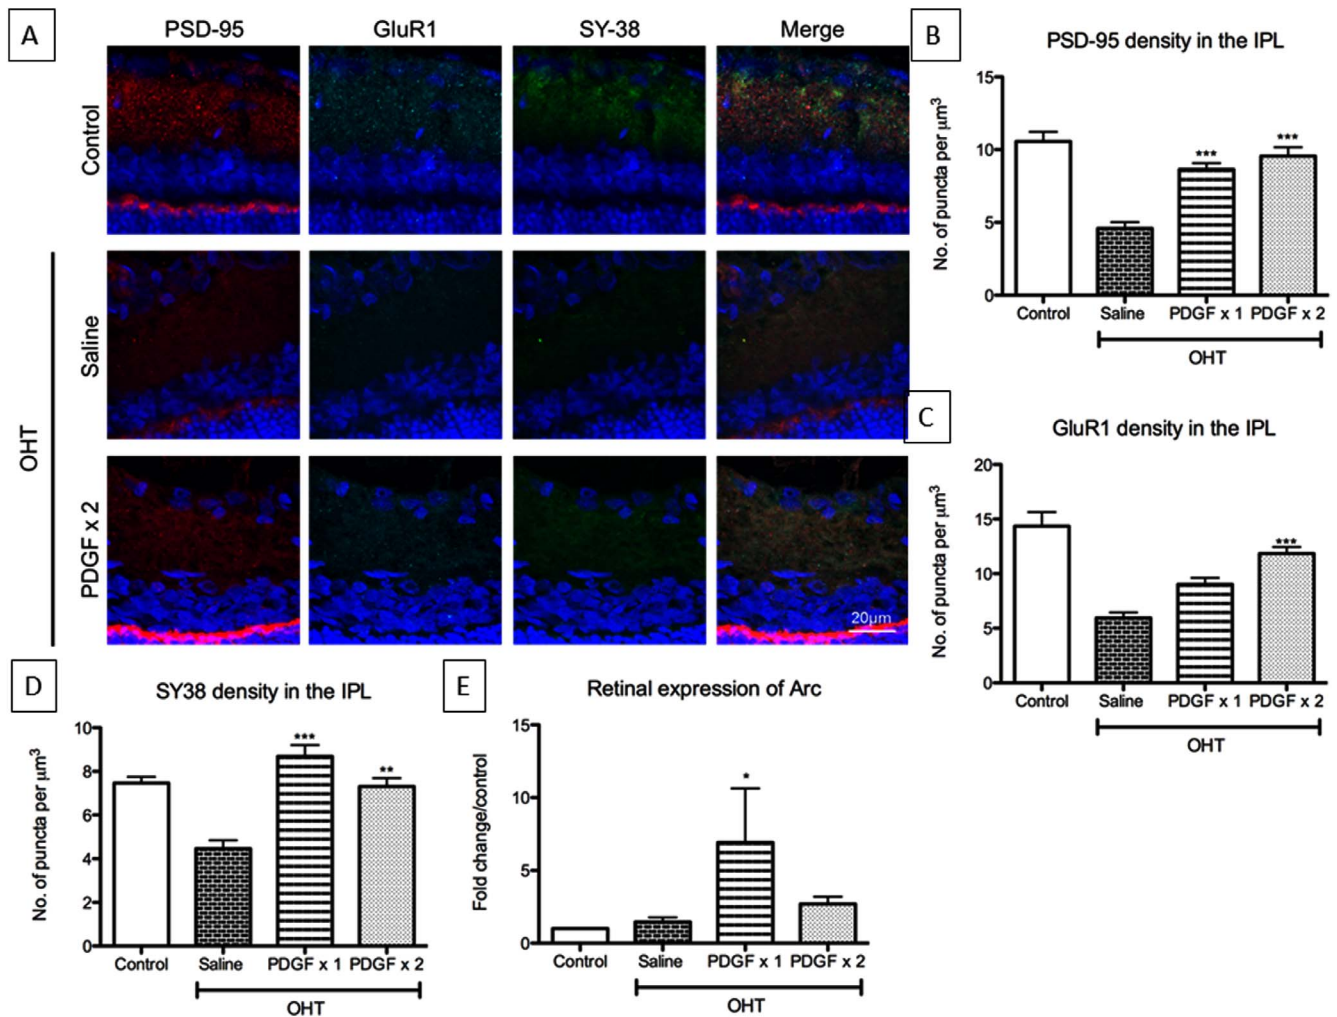 A
PSD-95 GluR1 SY-38 Merge
Control
Saline
PDGF x 2
OHT
20μm
B
PSD-95 density in the IPL
No. of puncta per μm³
15
10
5
0
*** ***
Control Saline PDGF x 1 PDGF x 2
OHT
C
GluR1 density in the IPL
No. of puncta per μm³
20
15
10
5
0
***
Control Saline PDGF x 1 PDGF x 2
OHT
D
SY38 density in the IPL
No. of puncta per μm³
10
8
6
4
2
0
*** **
Control Saline PDGF x 1 PDGF x 2
OHT
E
Retinal expression of Arc
Fold change/control
15
10
5
0
*
Control Saline PDGF x 1 PDGF x 2
OHT